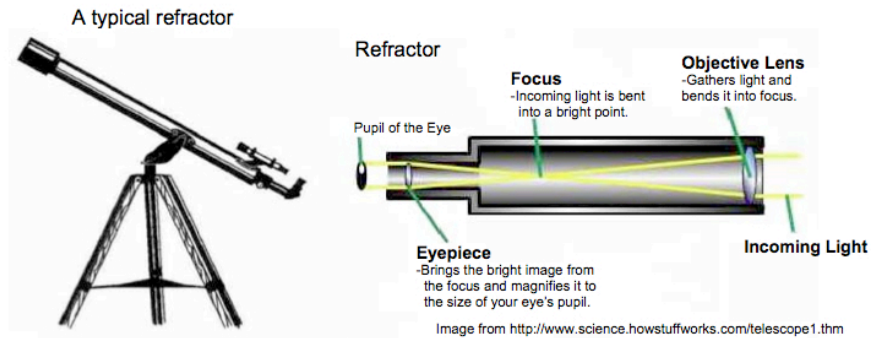 A typical refractor
Refractor
Objective Lens
-Gathers light and
bends it into focus.
Focus
-Incoming light is bent
into a bright point.
Pupil of the Eye
Incoming Light
Eyepiece
-Brings the bright image from
the focus and magnifies it to
the size of your eye's pupil.
Image from http://www.science.howstuffworks.com/telescope1.thm